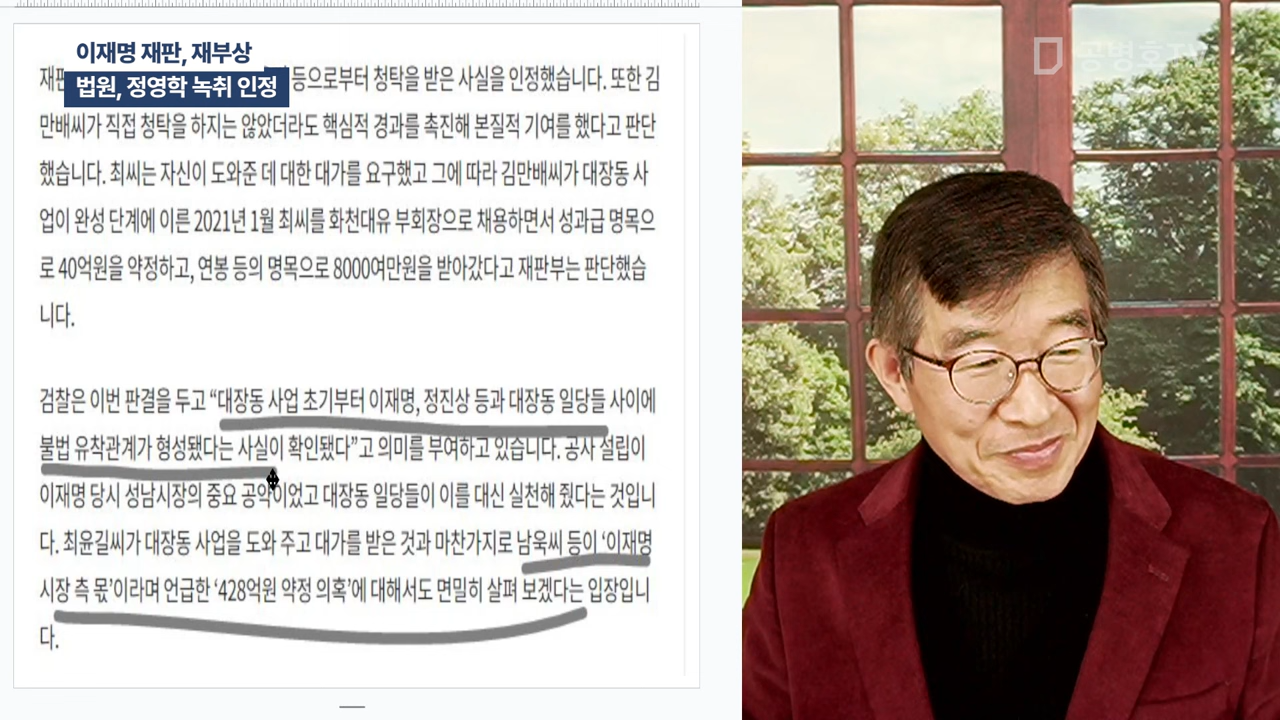 이재명 재판, 재부상
법원, 정영학 녹취 인정
공병호TV
재판 등으로부터 청탁을 받은 사실을 인정했습니다. 또한 김
만배씨가 직접 청탁을 하지는 않았더라도 핵심적 경과를 촉진해 본질적 기여를 했다고 판단
했습니다. 최씨는 자신이 도와준 데 대한 대가를 요구했고 그에 따라 김만배씨가 대장동 사
업이 완성 단계에 이른 2021년 1월 최씨를 화천대유 부회장으로 채용하면서 성과급 명목으
로 40억원을 약정하고, 연봉 등의 명목으로 8000여만원을 받아갔다고 재판부는 판단했습
니다.
검찰은 이번 판결을 두고 “대장동 사업 초기부터 이재명, 정진상 등과 대장동 일당들 사이에
불법 유착관계가 형성됐다는 사실이 확인됐다”고 의미를 부여하고 있습니다. 공사 설립이
이재명 당시 성남시장의 중요 공약이었고 대장동 일당들이 이를 대신 실천해 줬다는 것입니
다. 최윤길씨가 대장동 사업을 도와 주고 대가를 받은 것과 마찬가지로 남욱씨 등이 ‘이재명
시장 측 몫’이라며 언급한 ‘428억원 약정 의혹’에 대해서도 면밀히 살펴 보겠다는 입장입니
다.